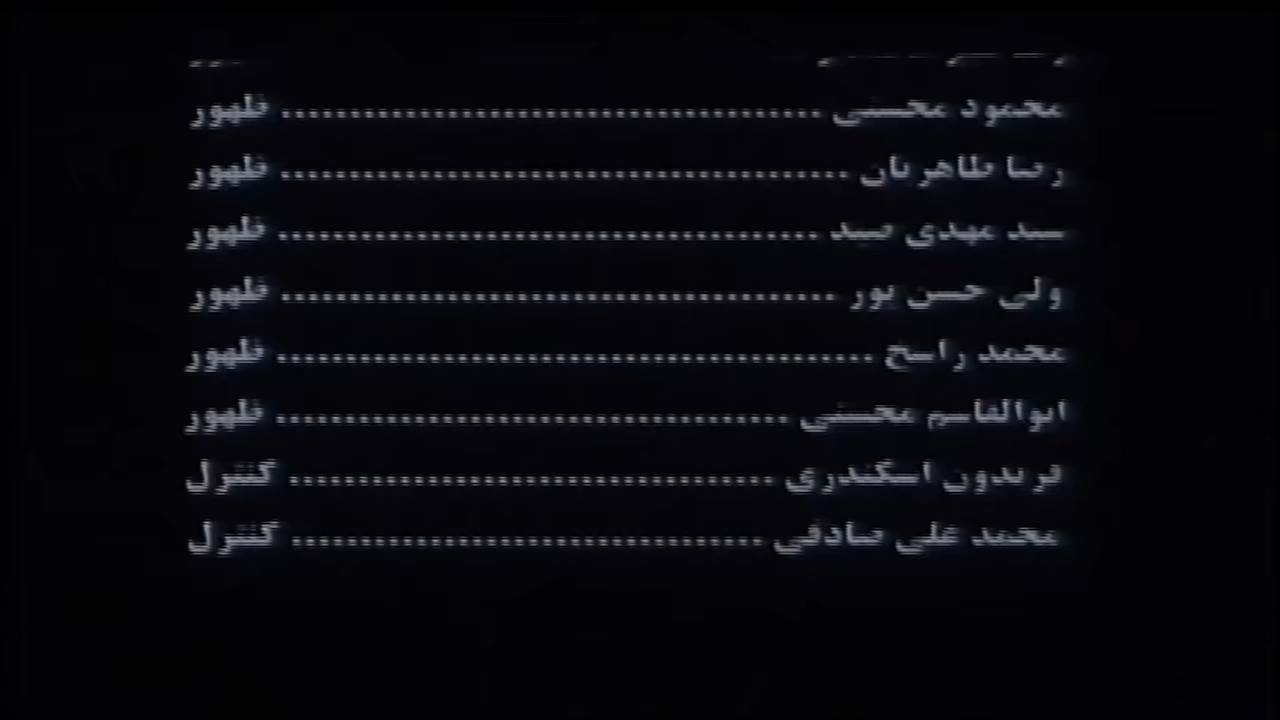 محمود محسنی ........................................ ظهور
رضا طاهریان .......................................... ظهور
سید مهدی صید ........................................ ظهور
ولی حسن پور ......................................... ظهور
محمد راسخ ............................................ ظهور
ابوالقاسم محسنی ...................................... ظهور
فریدون اسکندری .................................... کنترل
محمد علی صادقی ................................... کنترل